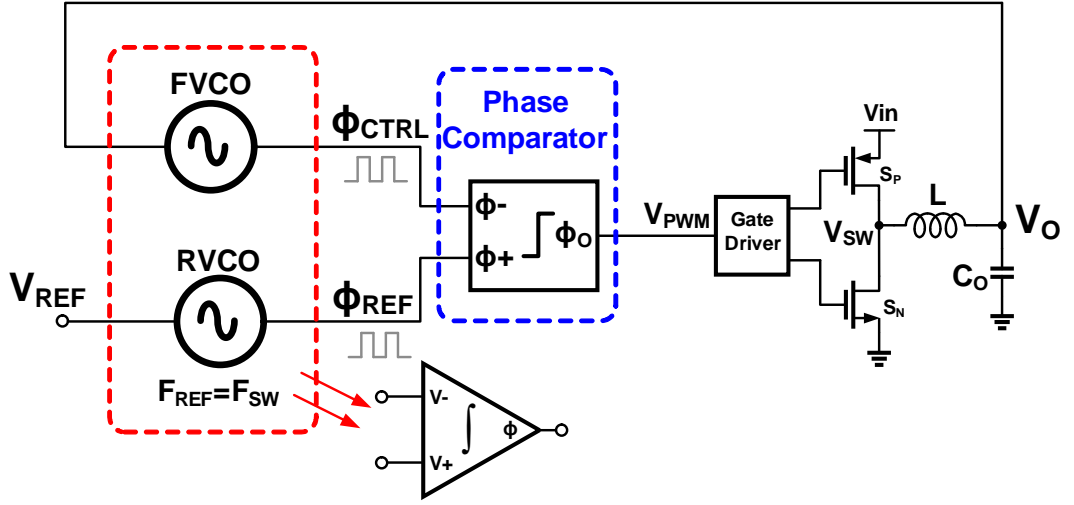 FVCO
ϕCTRL
Phase
Comparator
Vin
SP
ϕ-
ϕO
ϕ+
VPWM
Gate
Driver
VSW
L
VO
CO
SN
RVCO
VREF
ϕREF
FREF=FSW
V-
∫
ϕ
V+